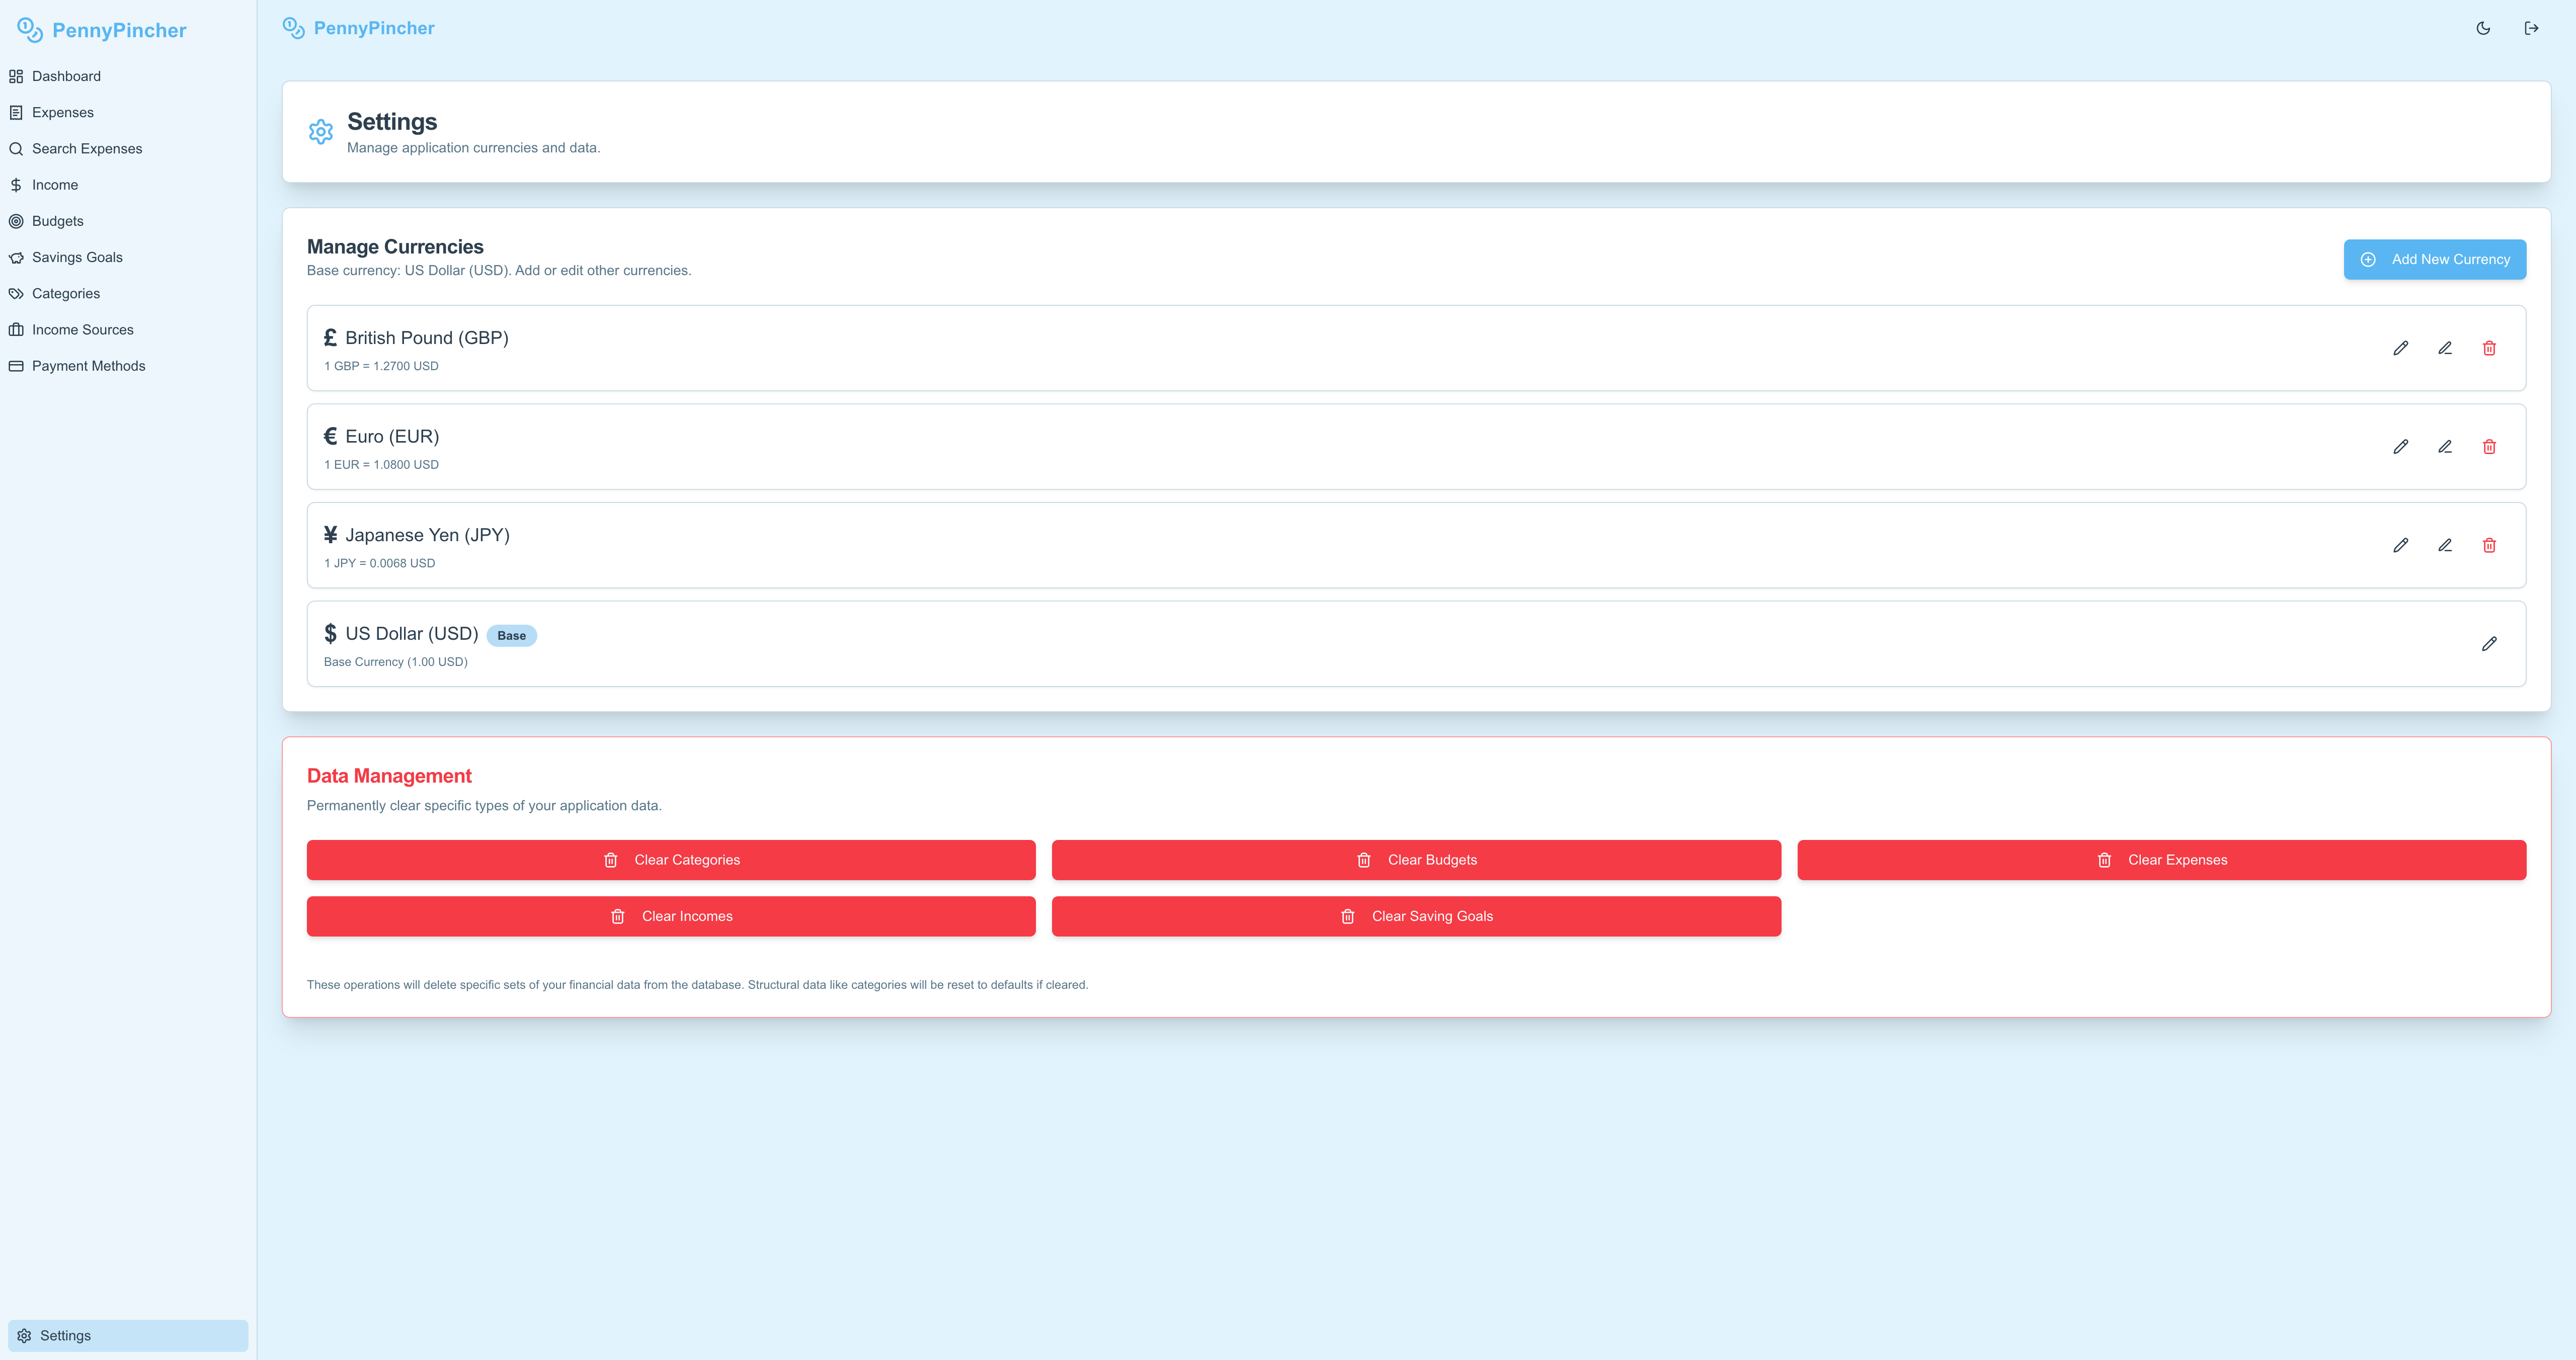 PennyPincher
Dashboard
Expenses
Search Expenses
Income
Budgets
Savings Goals
Categories
Income Sources
Payment Methods
Settings
PennyPincher
Settings
Manage application currencies and data.
Manage Currencies
Base currency: US Dollar (USD). Add or edit other currencies.
Add New Currency
£ British Pound (GBP)
1 GBP = 1.2700 USD
€ Euro (EUR)
1 EUR = 1.0800 USD
¥ Japanese Yen (JPY)
1 JPY = 0.0068 USD
$ US Dollar (USD) Base
Base Currency (1.00 USD)
Data Management
Permanently clear specific types of your application data.
Clear Categories
Clear Budgets
Clear Expenses
Clear Incomes
Clear Saving Goals
These operations will delete specific sets of your financial data from the database. Structural data like categories will be reset to defaults if cleared.